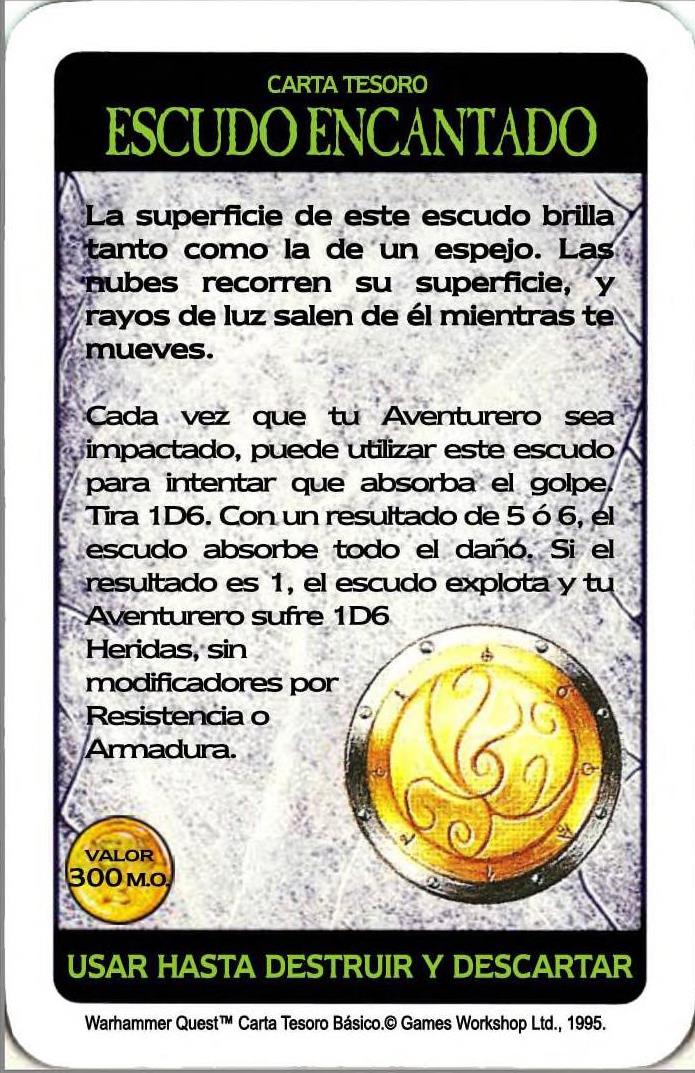 CARTA TESORO
ESCUDO ENCANTADO
La superficie de este escudo brilla
tanto como la de un espejo. Las
nubes recorren su superficie, y
rayos de luz salen de él mientras te
mueves.
Cada vez que tu Aventurero sea
impactado, puede utilizar este escudo
para intentar que absorba el golpe.
Tira 1D6. Con un resultado de 5 ó 6, el
escudo absorbe todo el dañó. Si el
resultado es 1, el escudo explota y tu
Aventurero sufre 1D6
Heridas, sin
modificadores por
Resistencia o
Armadura.
VALOR
300 M.O.
USAR HASTA DESTRUIR Y DESCARTAR
Warhammer Quest™ Carta Tesoro Básico.© Games Workshop Ltd., 1995.